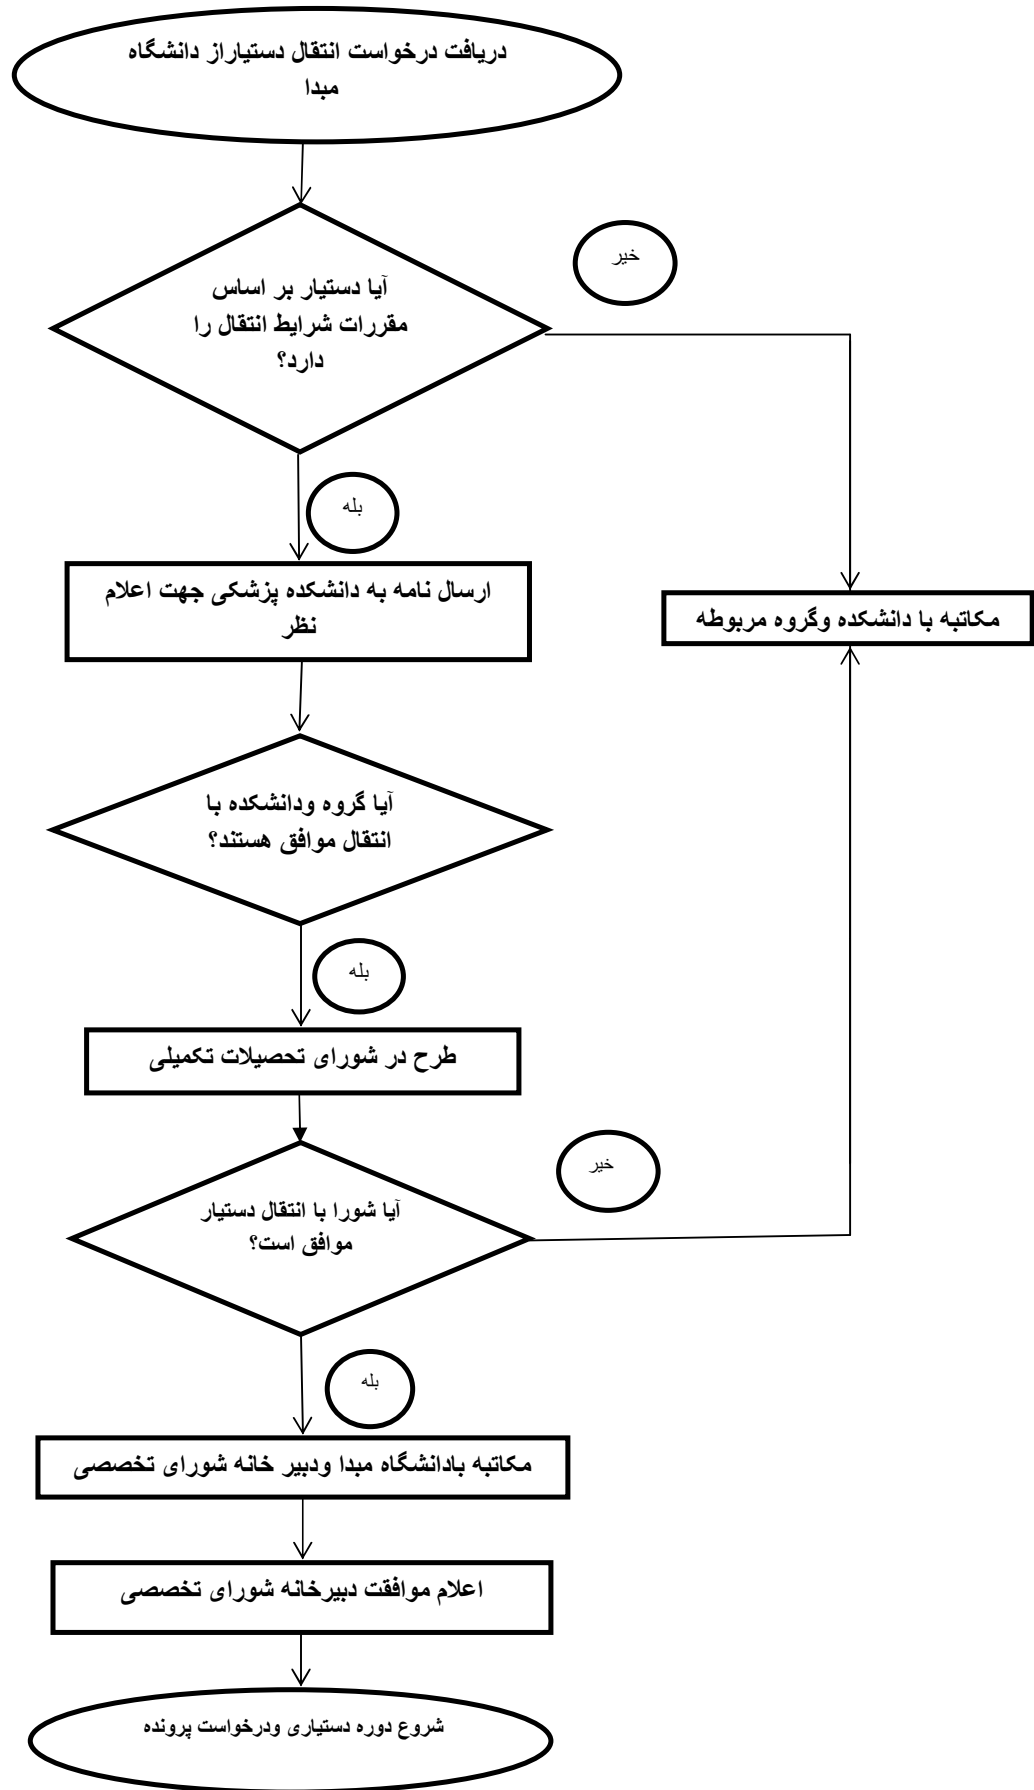 دریافت درخواست انتقال دستیاراز دانشگاه
مبدا
خیر
آیا دستیار بر اساس
مقررات شرایط انتقال را
دارد؟
بله
ارسال نامه به دانشکده پزشکی جهت اعلام
نظر
مکاتبه با دانشکده وگروه مربوطه
آیا گروه ودانشکده با
انتقال موافق هستند؟
بله
طرح در شورای تحصیلات تکمیلی
خیر
آیا شورا با انتقال دستیار
موافق است؟
بله
مکاتبه بادانشگاه مبدا ودبیر خانه شورای تخصصی
اعلام موافقت دبیرخانه شورای تخصصی
شروع دوره دستیاری ودرخواست پرونده